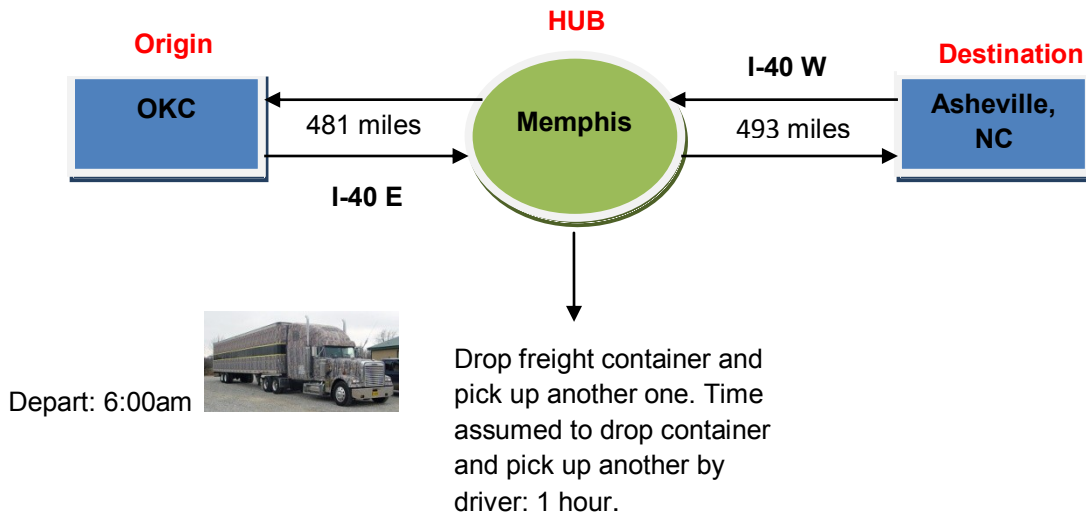 HUB
Origin
I-40 W
Destination
OKC
481 miles
Memphis
493 miles
Asheville,
NC
I-40 E
Depart: 6:00am
Drop freight container and
pick up another one. Time
assumed to drop container
and pick up another by
driver: 1 hour.